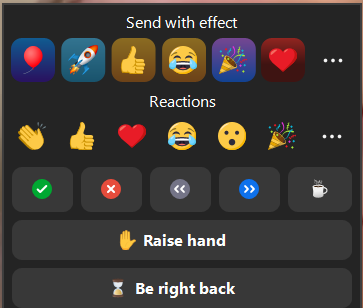 Send with effect
Reactions
Raise hand
Be right back